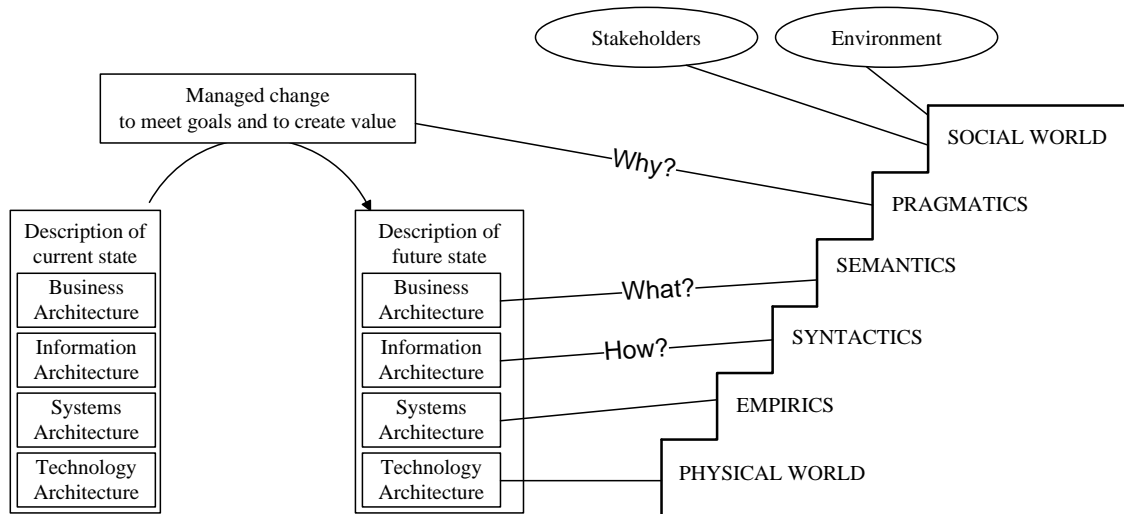 Stakeholders
Environment
Managed change
to meet goals and to create value
SOCIAL WORLD
Why?
PRAGMATICS
Description of
current state
Description of
future state
SEMANTICS
Business
Architecture
Business
Architecture
What?
Information
Architecture
Information
Architecture
How?
SYNTACTICS
Systems
Architecture
Systems
Architecture
EMPIRICS
Technology
Architecture
Technology
Architecture
PHYSICAL WORLD